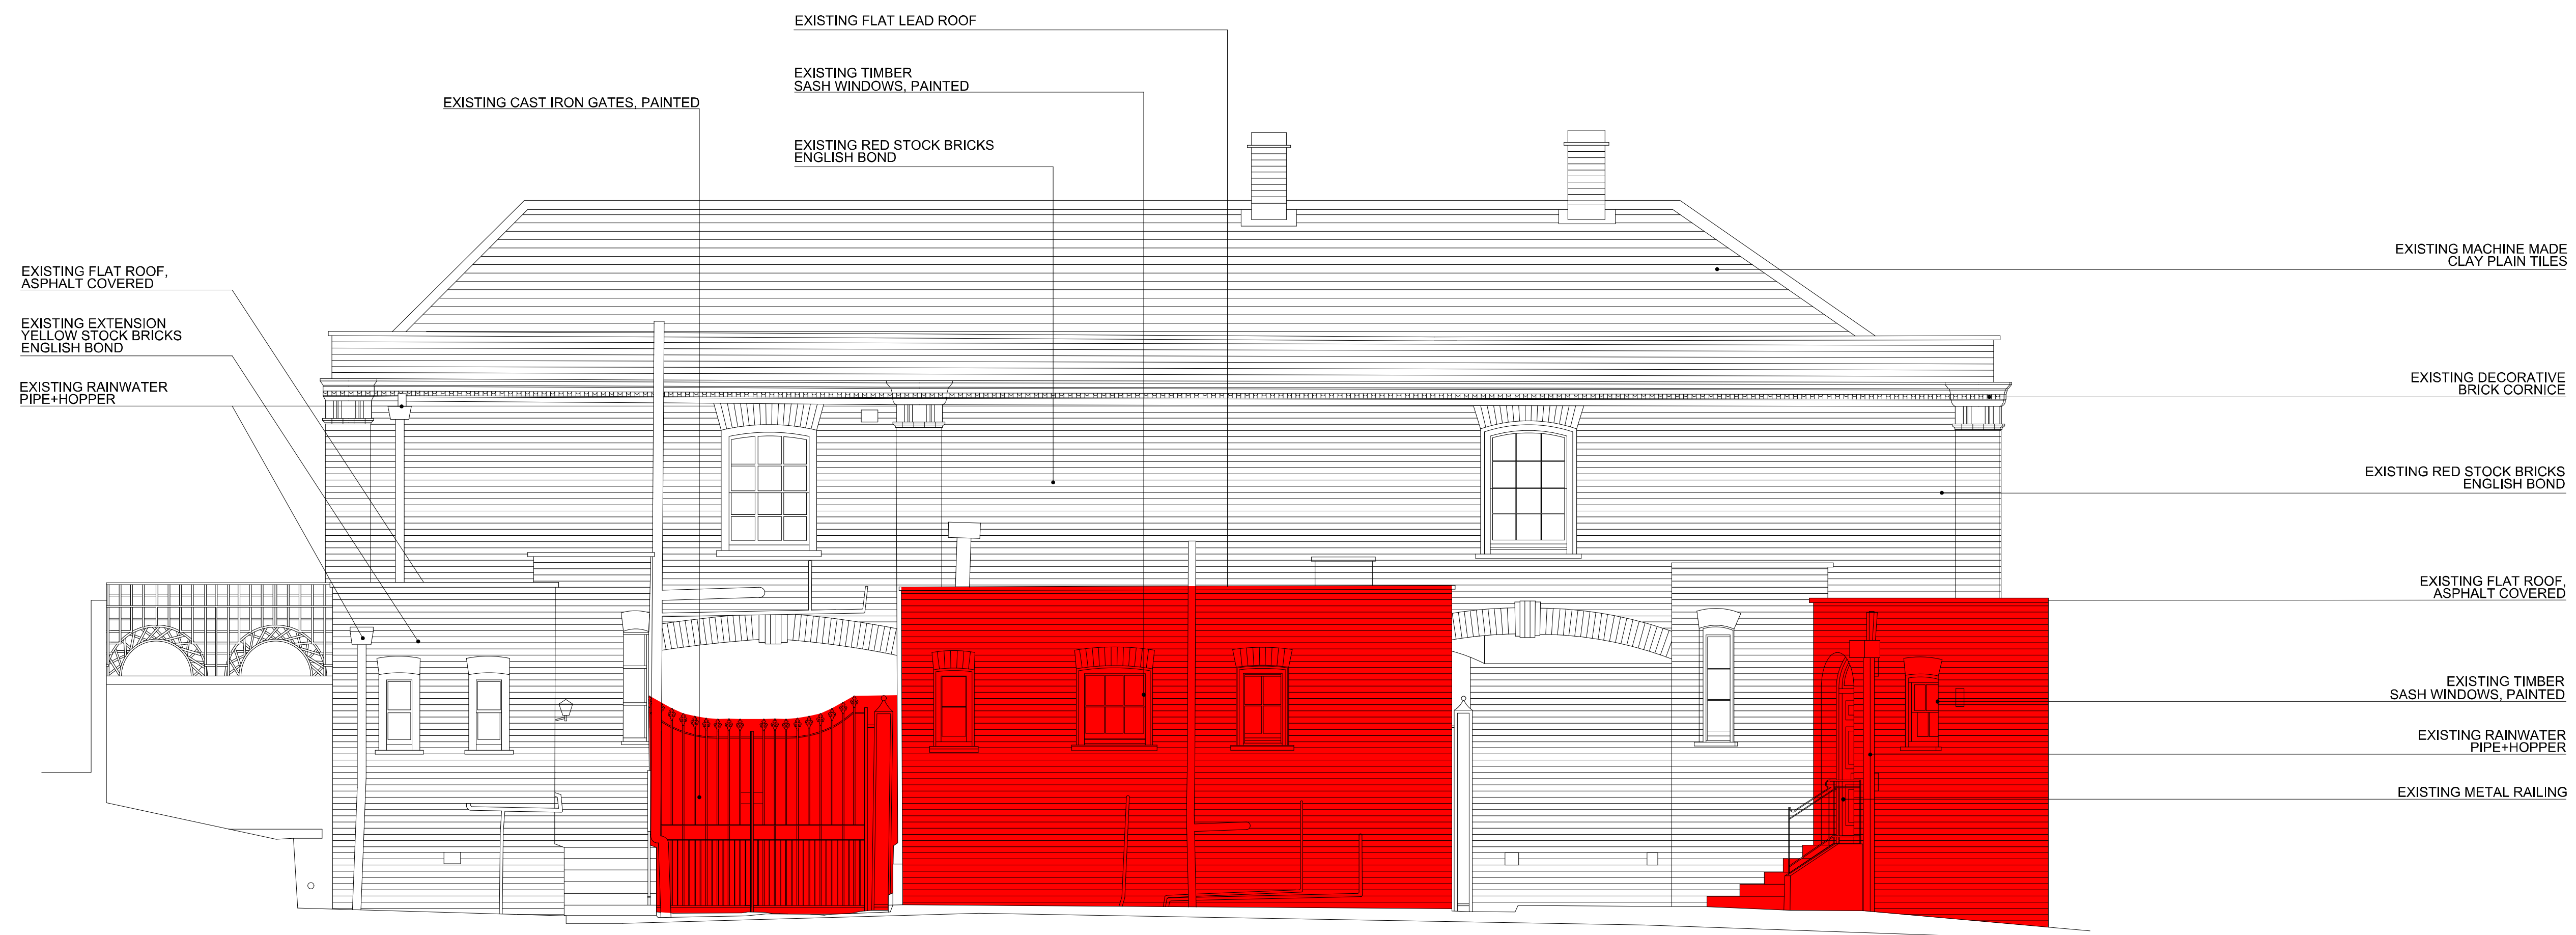 EXISTING FLAT LEAD ROOF
EXISTING TIMBER
SASH WINDOWS, PAINTED
EXISTING CAST IRON GATES, PAINTED
EXISTING RED STOCK BRICKS
ENGLISH BOND
EXISTING FLAT ROOF,
ASPHALT COVERED
EXISTING EXTENSION
YELLOW STOCK BRICKS
ENGLISH BOND
EXISTING RAINWATER
PIPE+HOPPER
EXISTING MACHINE MADE
CLAY PLAIN TILES
EXISTING DECORATIVE
BRICK CORNICE
EXISTING RED STOCK BRICKS
ENGLISH BOND
EXISTING FLAT ROOF,
ASPHALT COVERED
EXISTING TIMBER
SASH WINDOWS, PAINTED
EXISTING RAINWATER
PIPE+HOPPER
EXISTING METAL RAILING